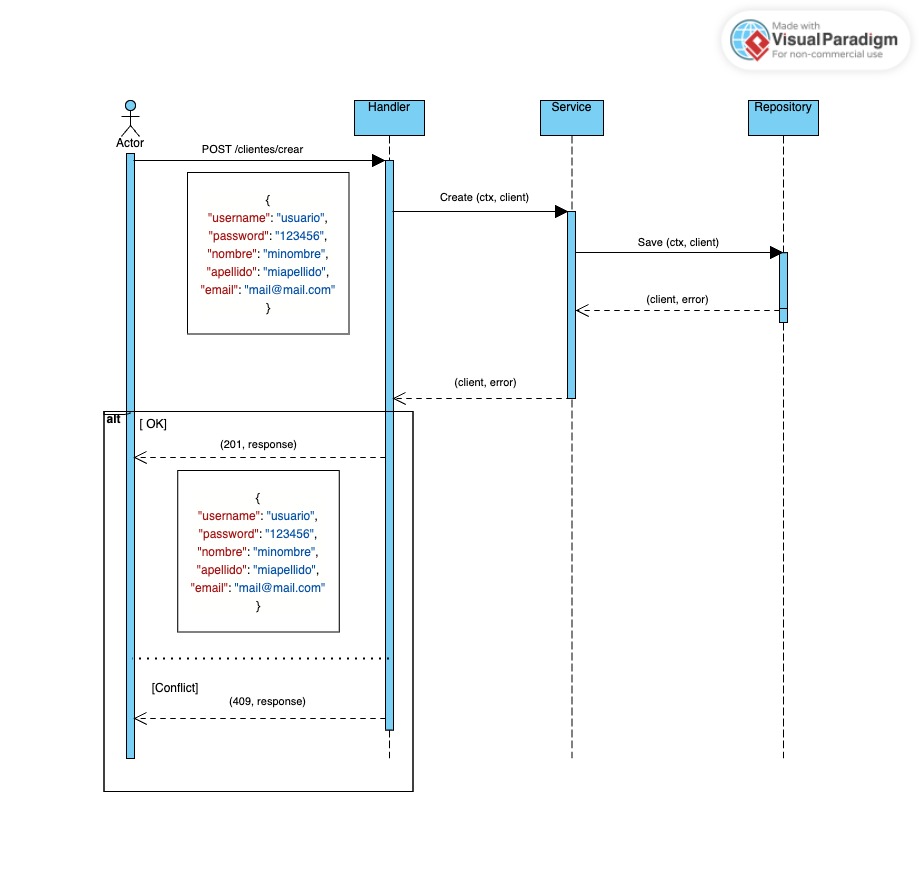 Made with
VisualParadigm
For non-commercial use
Handler
Service
Repository
Actor
POST /clientes/crear
{
"username": "usuario",
"password": "123456",
"nombre": "minombre",
"apellido": "miapellido",
"email": "mail@mail.com"
}
Create (ctx, client)
Save (ctx, client)
(client, error)
(client, error)
alt
[ OK]
(201, response)
{
"username": "usuario",
"password": "123456",
"nombre": "minombre",
"apellido": "miapellido",
"email": "mail@mail.com"
}
[Conflict]
(409, response)